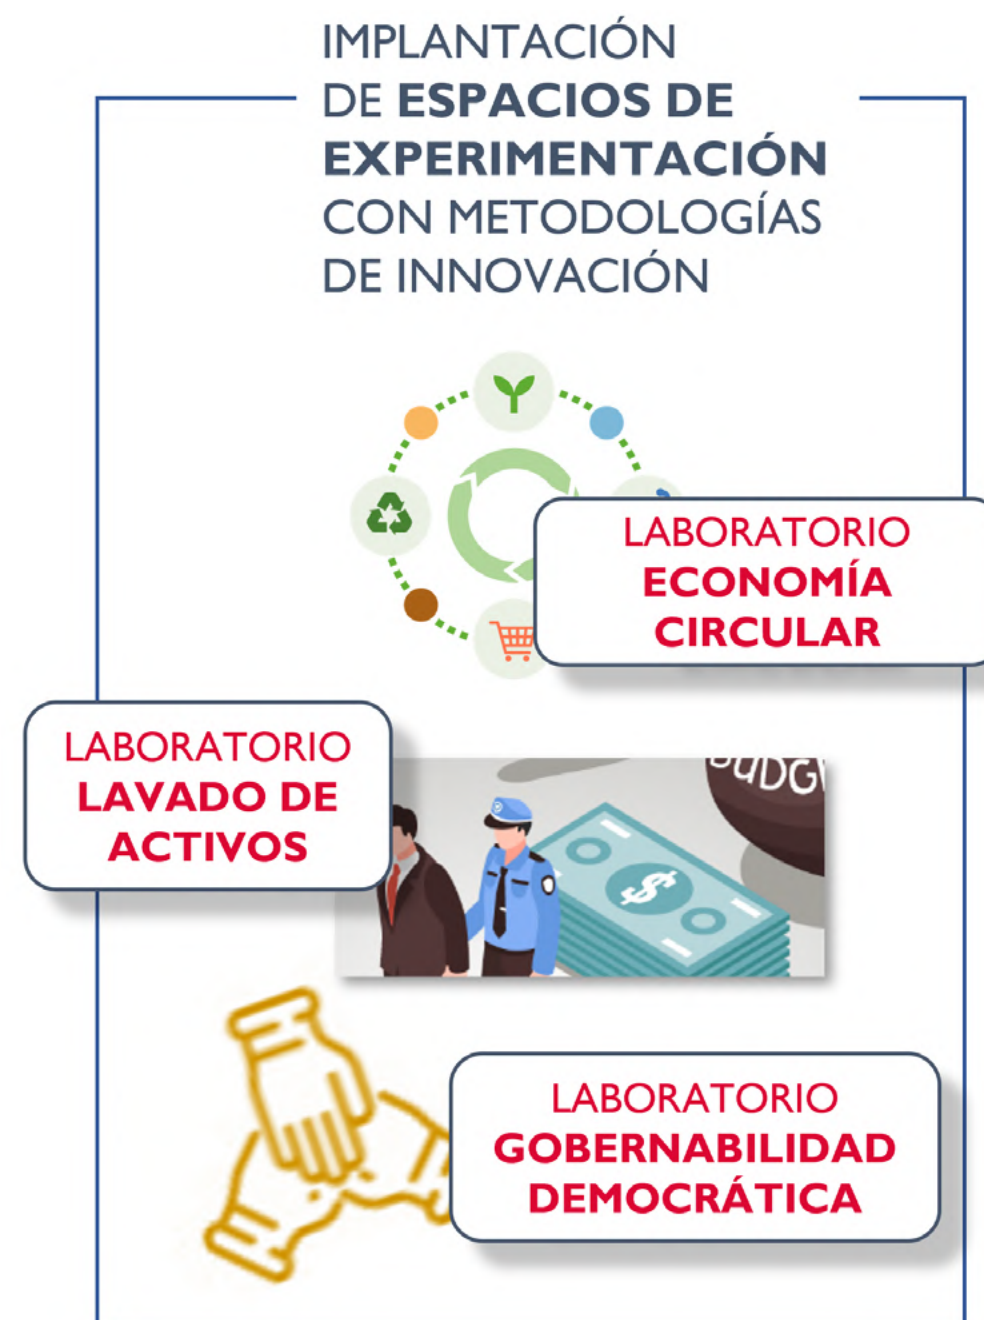 IMPLANTACIÓN
DE ESPACIOS DE
EXPERIMENTACIÓN
CON METODOLOGÍAS
DE INNOVACIÓN
LABORATORIO
ECONOMÍA
CIRCULAR
LABORATORIO
LAVADO DE
ACTIVOS
$
LABORATORIO
GOBERNABILIDAD
DEMOCRÁTICA